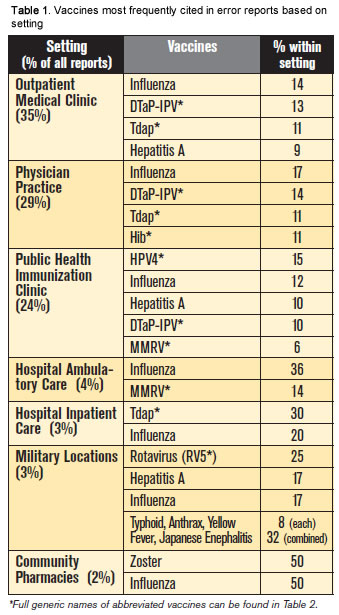 Table 1. Vaccines most frequently cited in error reports based on
setting
Setting
(% of all reports)
Vaccines
% within
setting
Outpatient
Medical Clinic
(35%)
Influenza 14
DTaP-IPV* 13
Tdap* 11
Hepatitis A 9
Physician
Practice
(29%)
Influenza 17
DTaP-IPV* 14
Tdap* 11
Hib* 11
Public Health
Immunization
Clinic
(24%)
HPV4* 15
Influenza 12
Hepatitis A 10
DTaP-IPV* 10
MMRV* 6
Hospital Ambula-
tory Care (4%)
Influenza 36
MMRV* 14
Hospital Inpatient
Care (3%)
Tdap* 30
Influenza 20
Military Locations
(3%)
Rotavirus (RV5*) 25
Hepatitis A 17
Influenza 17
Typhoid, Anthrax, Yellow 8 (each)
Fever, Japanese Enephalitis 32 (combined)
Community
Pharmacies (2%)
Zoster 50
Influenza 50
*Full generic names of abbreviated vaccines can be found in Table 2.